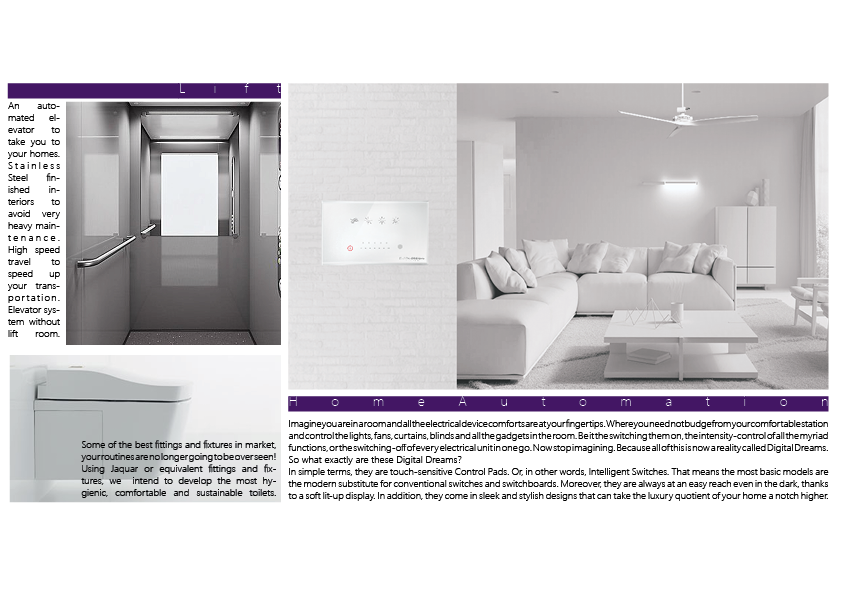 Lift
An auto-
mated el-
evator to
take you to
your homes.
Stainless
Steel fin-
ished in-
teriors to
avoid very
heavy main-
tenance.
High speed
travel to
speed up
your trans-
portation.
Elevator sys-
tem without
lift room.
Some of the best fittings and fixtures in market,
your routines are no longer going to be overseen!
Using Jaquar or equivalent fittings and fix-
tures, we intend to develop the most hy-
gienic, comfortable and sustainable toilets.
Home Automation
Imagine you are in a room and all the electrical device comforts are at your fingertips. Where you need not budge from your comfortable station
and control the lights, fans, curtains, blinds and all the gadgets in the room. Be it the switching them on, the intensity-control of all the myriad
functions, or the switching-off of every electrical unit in one go. Now stop imagining. Because all of this is now a reality called Digital Dreams.
So what exactly are these Digital Dreams?
In simple terms, they are touch-sensitive Control Pads. Or, in other words, Intelligent Switches. That means the most basic models are
the modern substitute for conventional switches and switchboards. Moreover, they are always at an easy reach even in the dark, thanks
to a soft lit-up display. In addition, they come in sleek and stylish designs that can take the luxury quotient of your home a notch higher.